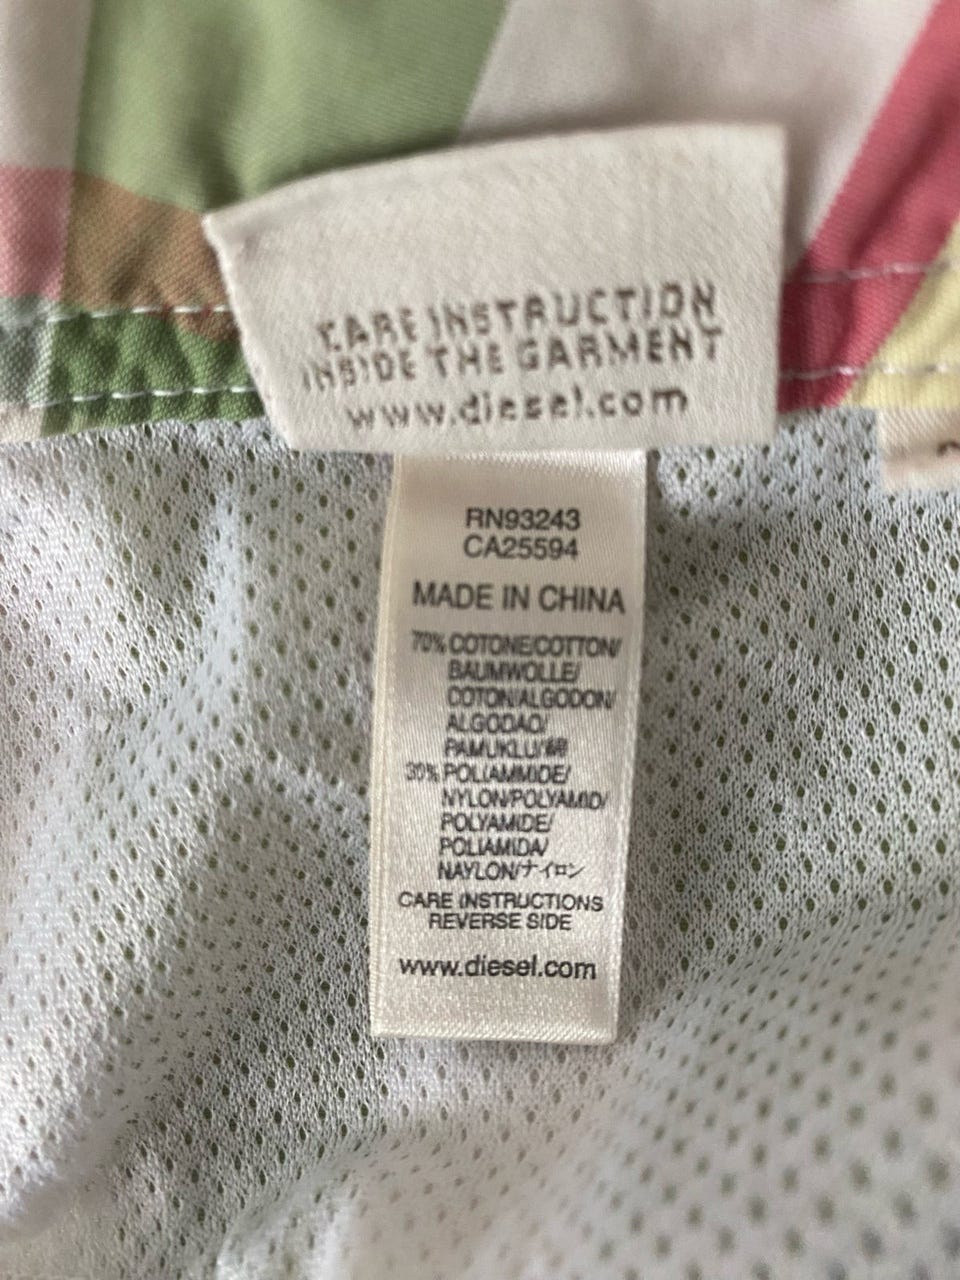 CARE INSTRUCTION
INSIDE THE GARMENT
www.diesel.com
RN93243
CA25594
MADE IN CHINA
70% COTONE/COTTON/
BAUMWOLLE/
COTON/ALGODON/
ALGODAO/
PAMUKLU/綿
30% POLIAMMIDE/
NYLON/POLYAMID/
POLYAMIDE/
POLIAMIDA/
NAYLON/ナイロン
CARE INSTRUCTIONS
REVERSE SIDE
www.diesel.com